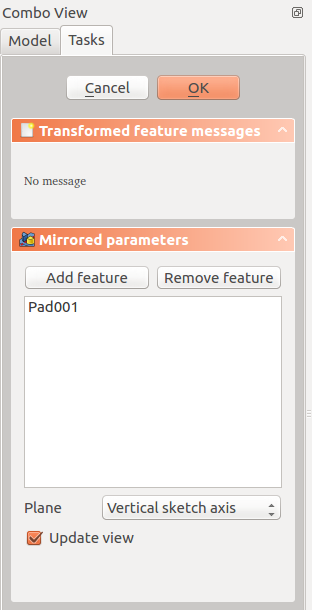 Combo View
Model Tasks
Cancel OK
Transformed feature messages
No message
Mirrored parameters
Add feature Remove feature
Pad001
Plane Vertical sketch axis
Update view